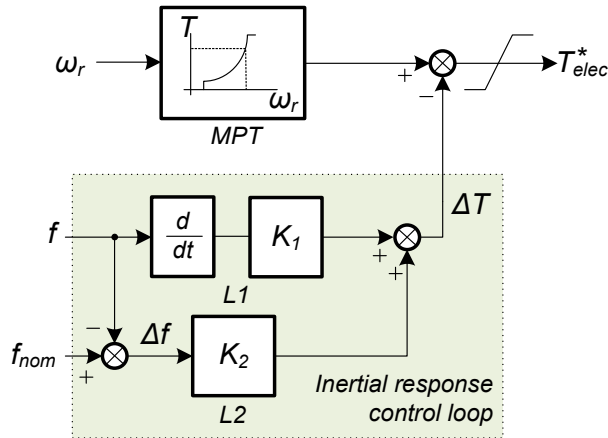 T
ω_r
ω_r
MPT
+
−
T*_elec
ΔT
f
d
dt
K_1
L1
+
+
−
f_nom
+
Δf
K_2
L2
Inertial response
control loop